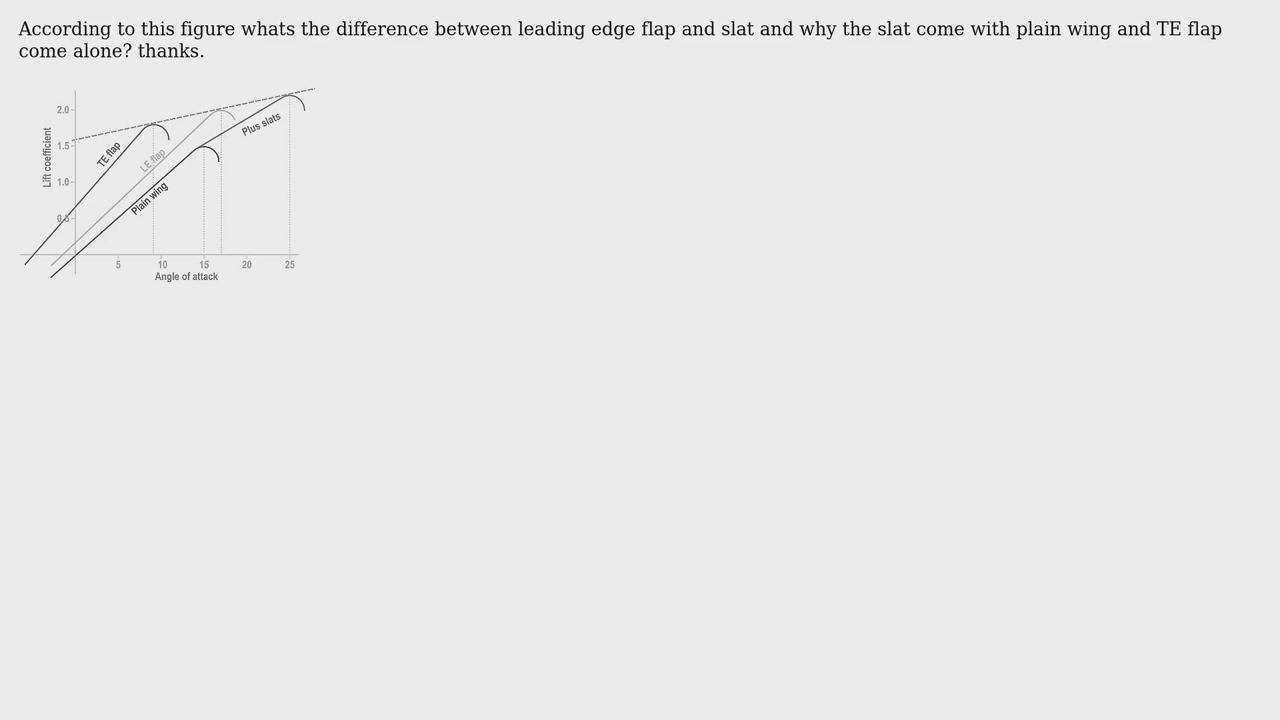 According to this figure whats the difference between leading edge flap and slat and why the slat come with plain wing and TE flap
come alone? thanks.
2.0
1.5
1.0
0.5
Lift coefficient
TE flap
LE flap
Plain wing
Plus slats
5 10 15 20 25
Angle of attack